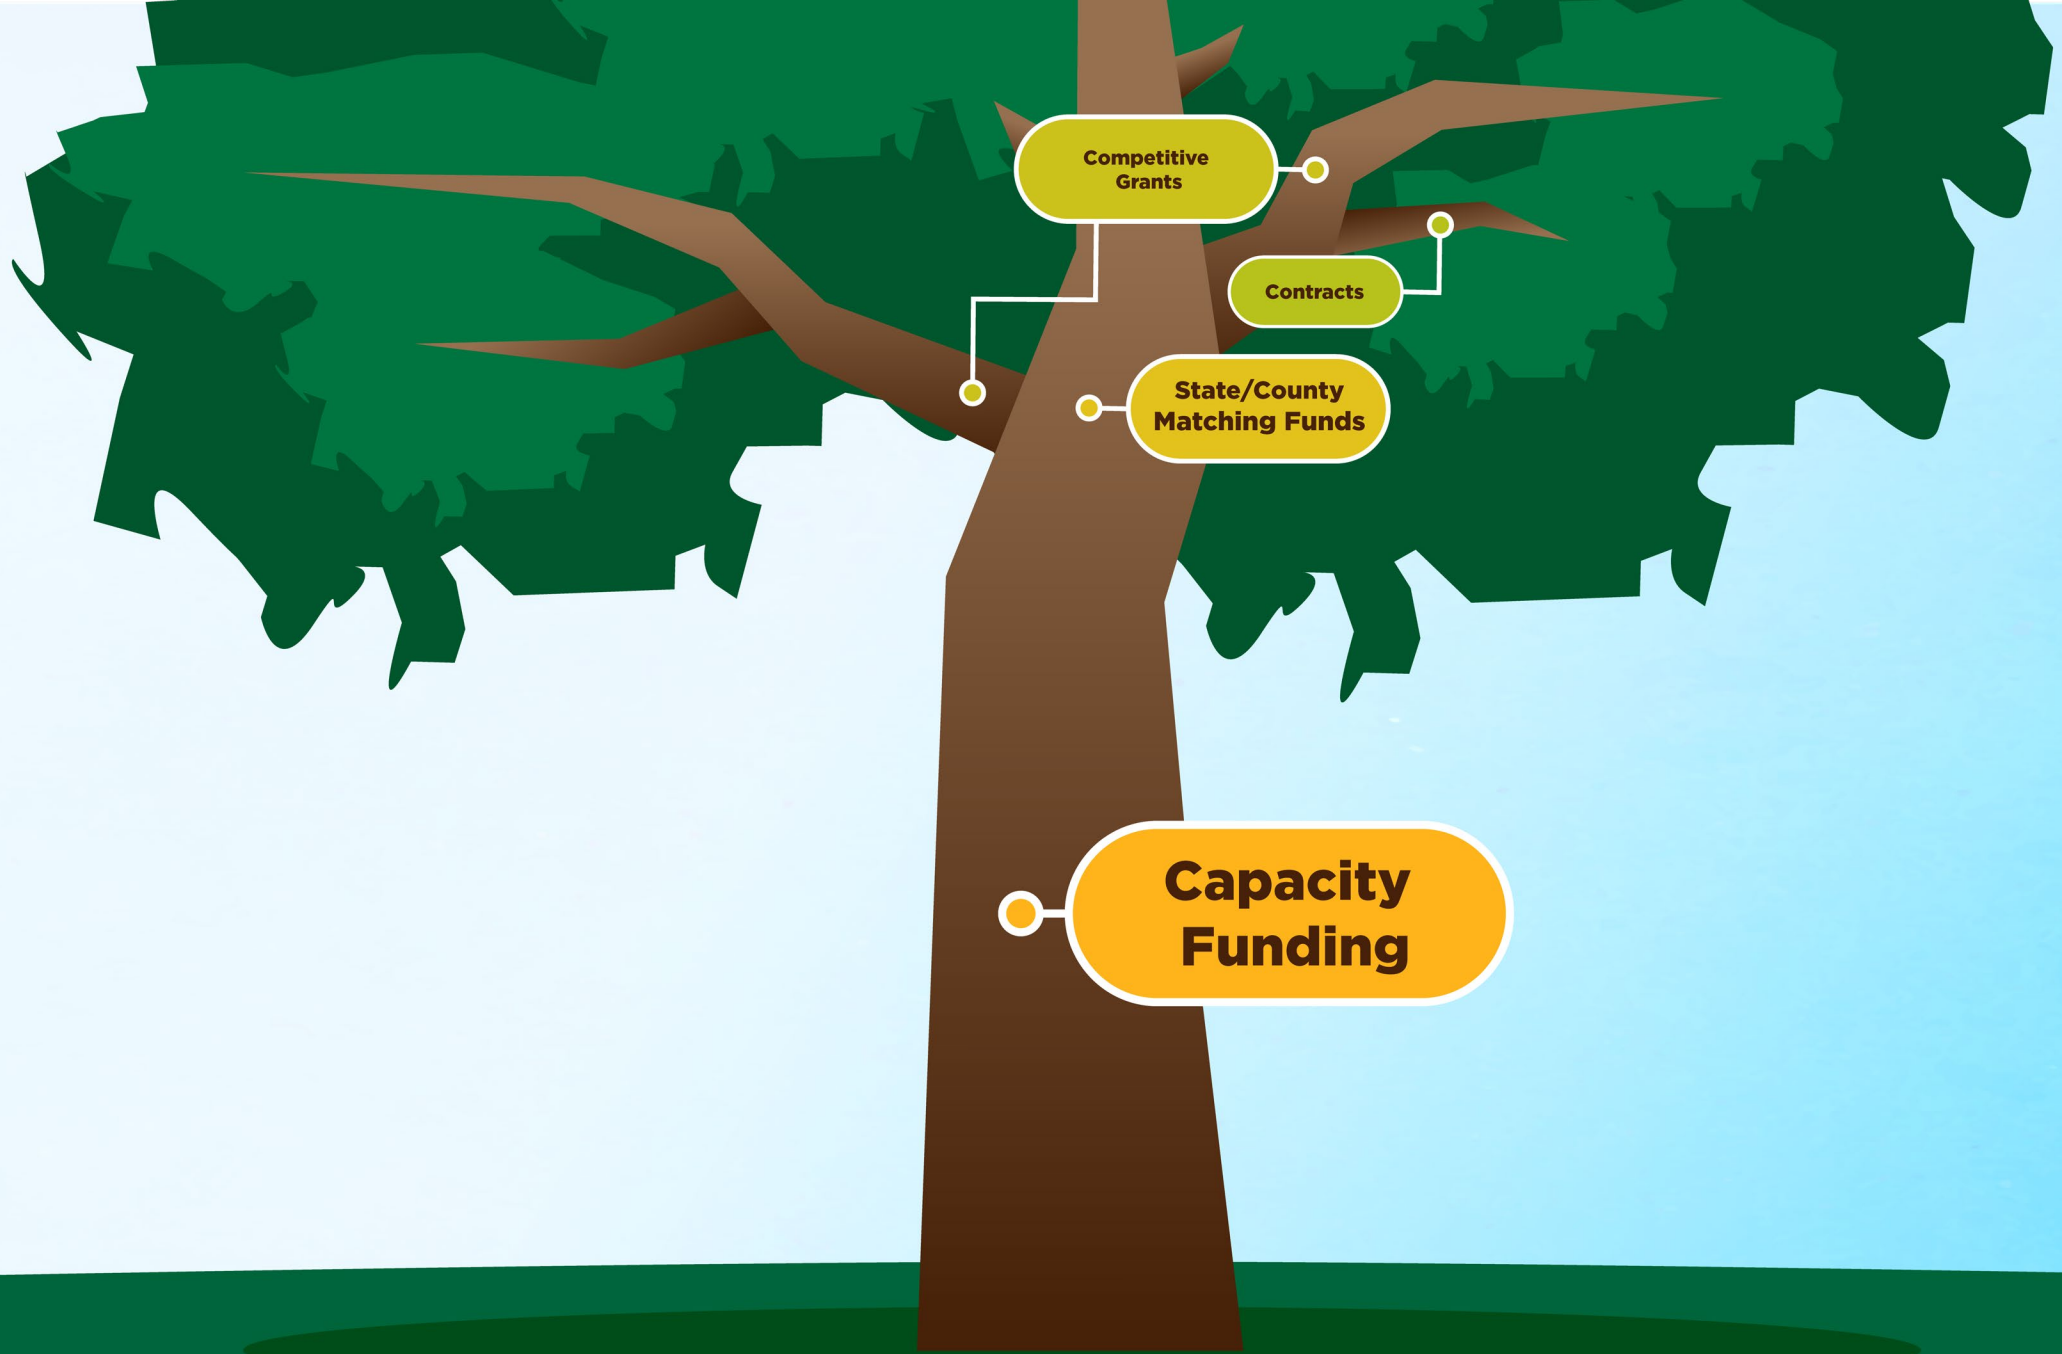 Competitive
Grants
Contracts
State/County
Matching Funds
Capacity
Funding